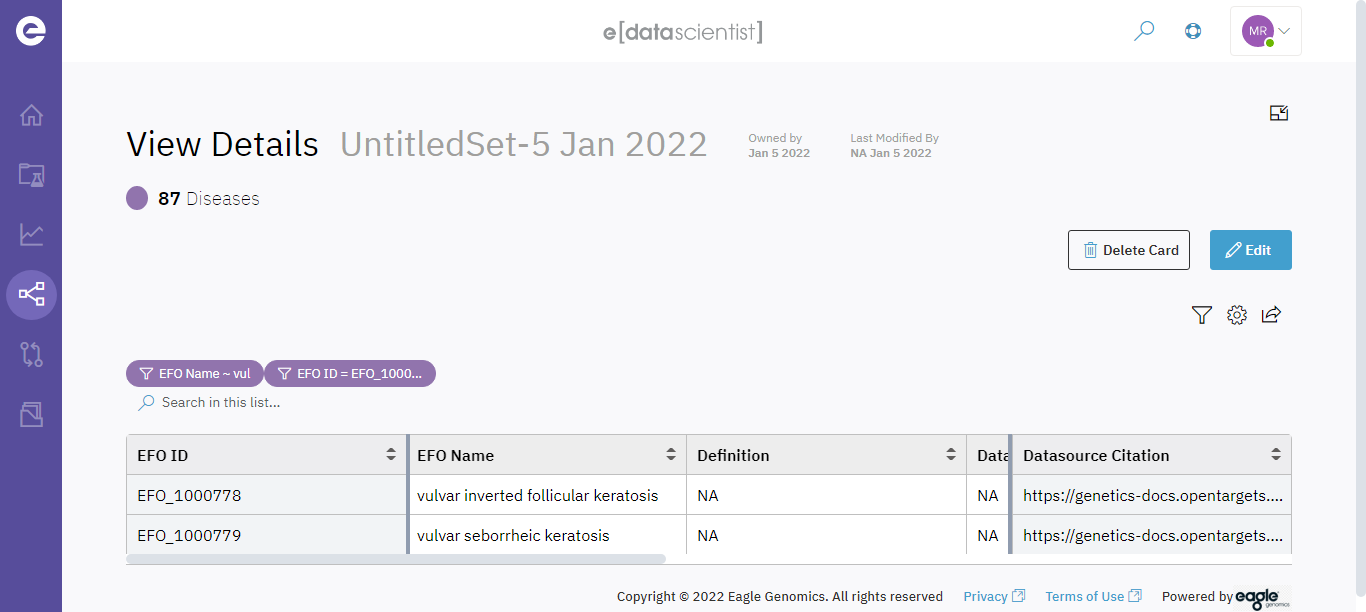 e[datascientist]
MR
View Details UntitledSet-5 Jan 2022
Owned by
Jan 5 2022
Last Modified By
NA Jan 5 2022
87 Diseases
Delete Card
Edit
EFO Name ~ vul
EFO ID = EFO_1000...
Search in this list...
EFO ID EFO Name Definition Data Datasource Citation
EFO_1000778 vulvar inverted follicular keratosis NA NA https://genetics-docs.opentargets....
EFO_1000779 vulvar seborrheic keratosis NA NA https://genetics-docs.opentargets....
Copyright © 2022 Eagle Genomics. All rights reserved Privacy Terms of Use Powered by eagle genomics